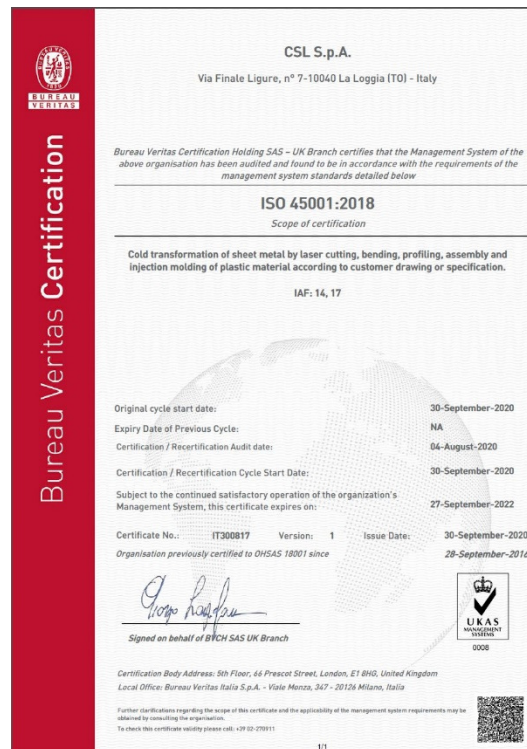 BUREAU
VERITAS
Bureau Veritas Certification
CSL S.p.A.
Via Finale Ligure, n° 7-10040 La Loggia (TO) - Italy
Bureau Veritas Certification Holding SAS – UK Branch certifies that the Management System of the
above organisation has been audited and found to be in accordance with the requirements of the
management system standards detailed below
ISO 45001:2018
Scope of certification
Cold transformation of sheet metal by laser cutting, bending, profiling, assembly and
injection molding of plastic material according to customer drawing or specification.
IAF: 14, 17
Original cycle start date: 30-September-2020
Expiry Date of Previous Cycle: NA
Certification / Recertification Audit date: 04-August-2020
Certification / Recertification Cycle Start Date: 30-September-2020
Subject to the continued satisfactory operation of the organization's
Management System, this certificate expires on: 27-September-2022
Certificate No.: IT300817 Version: 1 Issue Date: 30-September-2020
Organisation previously certified to OHSAS 18001 since 28-September-2016
Signed on behalf of BVCH SAS UK Branch
UKAS
MANAGEMENT
SYSTEMS
0008
Certification Body Address: 5th Floor, 66 Prescot Street, London, E1 8HG, United Kingdom
Local Office: Bureau Veritas Italia S.p.A. - Viale Monza, 347 - 20126 Milano, Italia
Further clarifications regarding the scope of this certificate and the applicability of the management system requirements may be
obtained by consulting the organisation.
To check this certificate validity please call: +39 02-270911
1/1